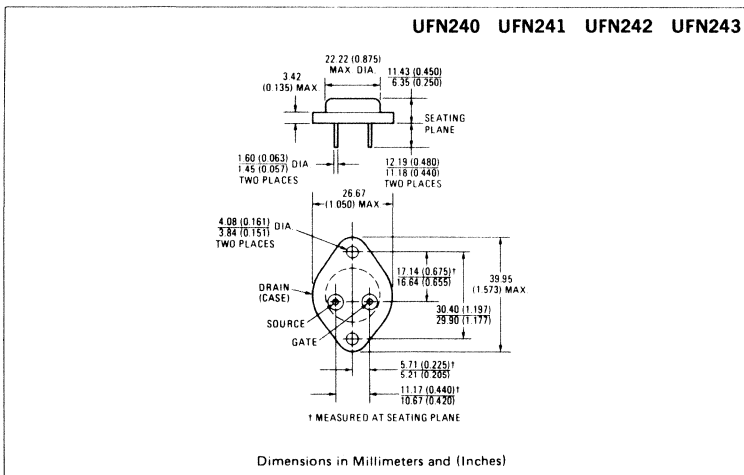 UFN240 UFN241 UFN242 UFN243
22.22 (0.875)
MAX DIA.
3.42
(0.135) MAX.
11.43 (0.450)
6.35 (0.250)
SEATING
PLANE
1.60 (0.063) DIA
1.45 (0.057)
TWO PLACES
12.19 (0.480)
11.18 (0.440)
TWO PLACES
26.67
(1.050) MAX
4.08 (0.161) DIA.
3.84 (0.151)
TWO PLACES
17.14 (0.675)†
16.64 (0.655)
39.95
(1.573) MAX.
DRAIN
(CASE)
30.40 (1.197)
29.90 (1.177)
SOURCE
GATE
5.71 (0.225)†
5.21 (0.205)
11.17 (0.440)†
10.67 (0.420)
† MEASURED AT SEATING PLANE
Dimensions in Millimeters and (Inches)